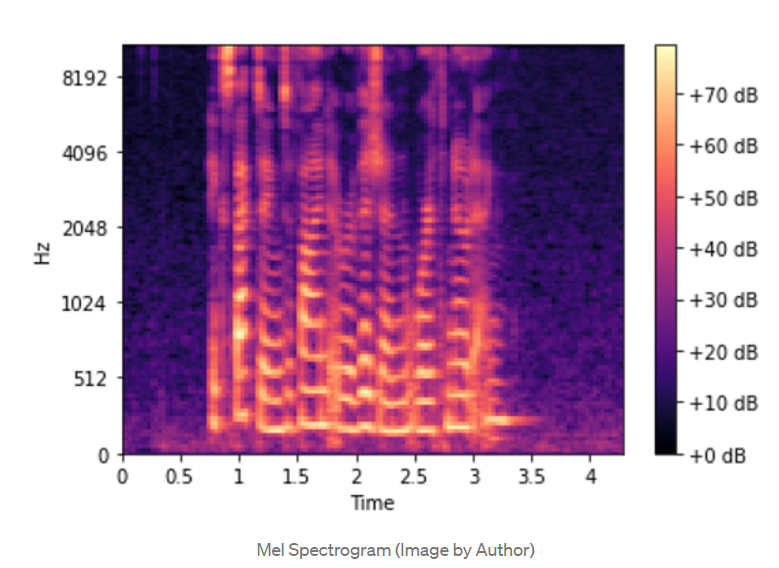 8192
4096
2048
1024
512
0
Hz
0 0.5 1 1.5 2 2.5 3 3.5 4
Time
+70 dB
+60 dB
+50 dB
+40 dB
+30 dB
+20 dB
+10 dB
+0 dB
Mel Spectrogram (Image by Author)